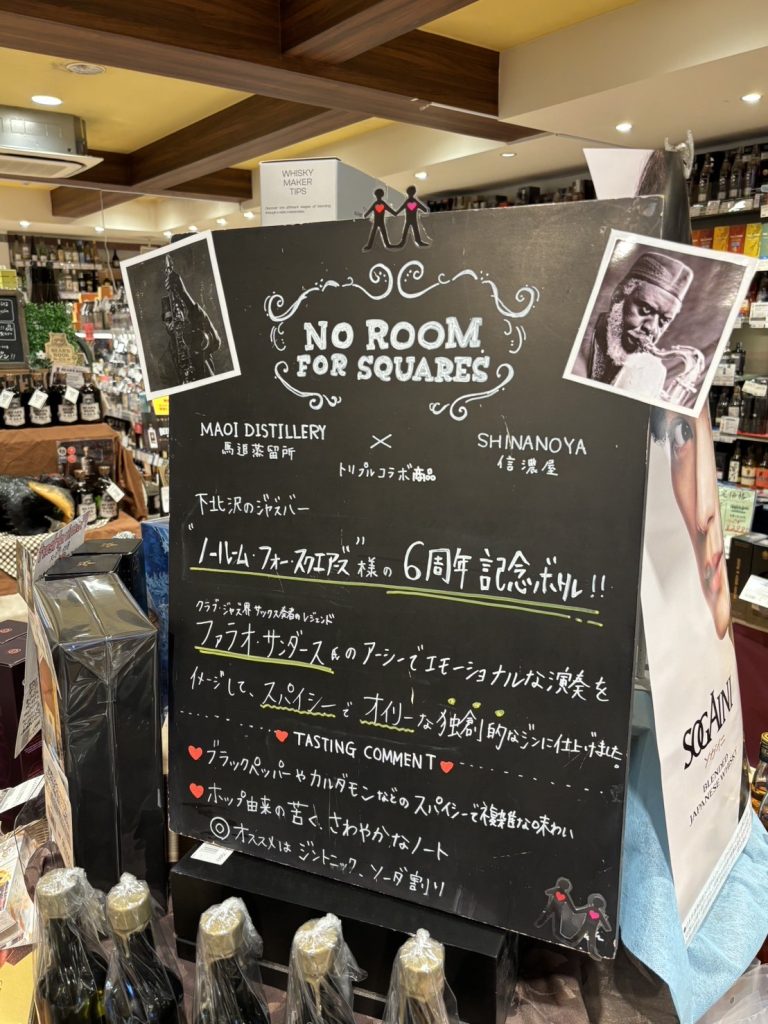 WHISKY
MAKER
TIPS
NO ROOM
FOR SQUARES
MAOI DISTILLERY
馬追蒸留所
×
SHINANOYA
信濃屋
トリプルコラボ商品
下北沢のジャズバー
"ノールーム・フォー・スクエアーズ"様の6周年記念ボトル!!
クラブ・ジャズ界サックス奏者のレジェンド
ファラオ・サンダース氏のアーシーでエモーショナルな演奏を
イメージして、スパイシーでオイリーな独創的なジンに仕上げました。
TASTING COMMENT
ブラックペッパーやカルダモンなどのスパイシーで複雑な味わい
ホップ由来の苦く、さわやかなノート
◎オススメはジントニック、ソーダ割り
SOGAINI
ソガイニ
BLENDED
JAPANESE WHISKY